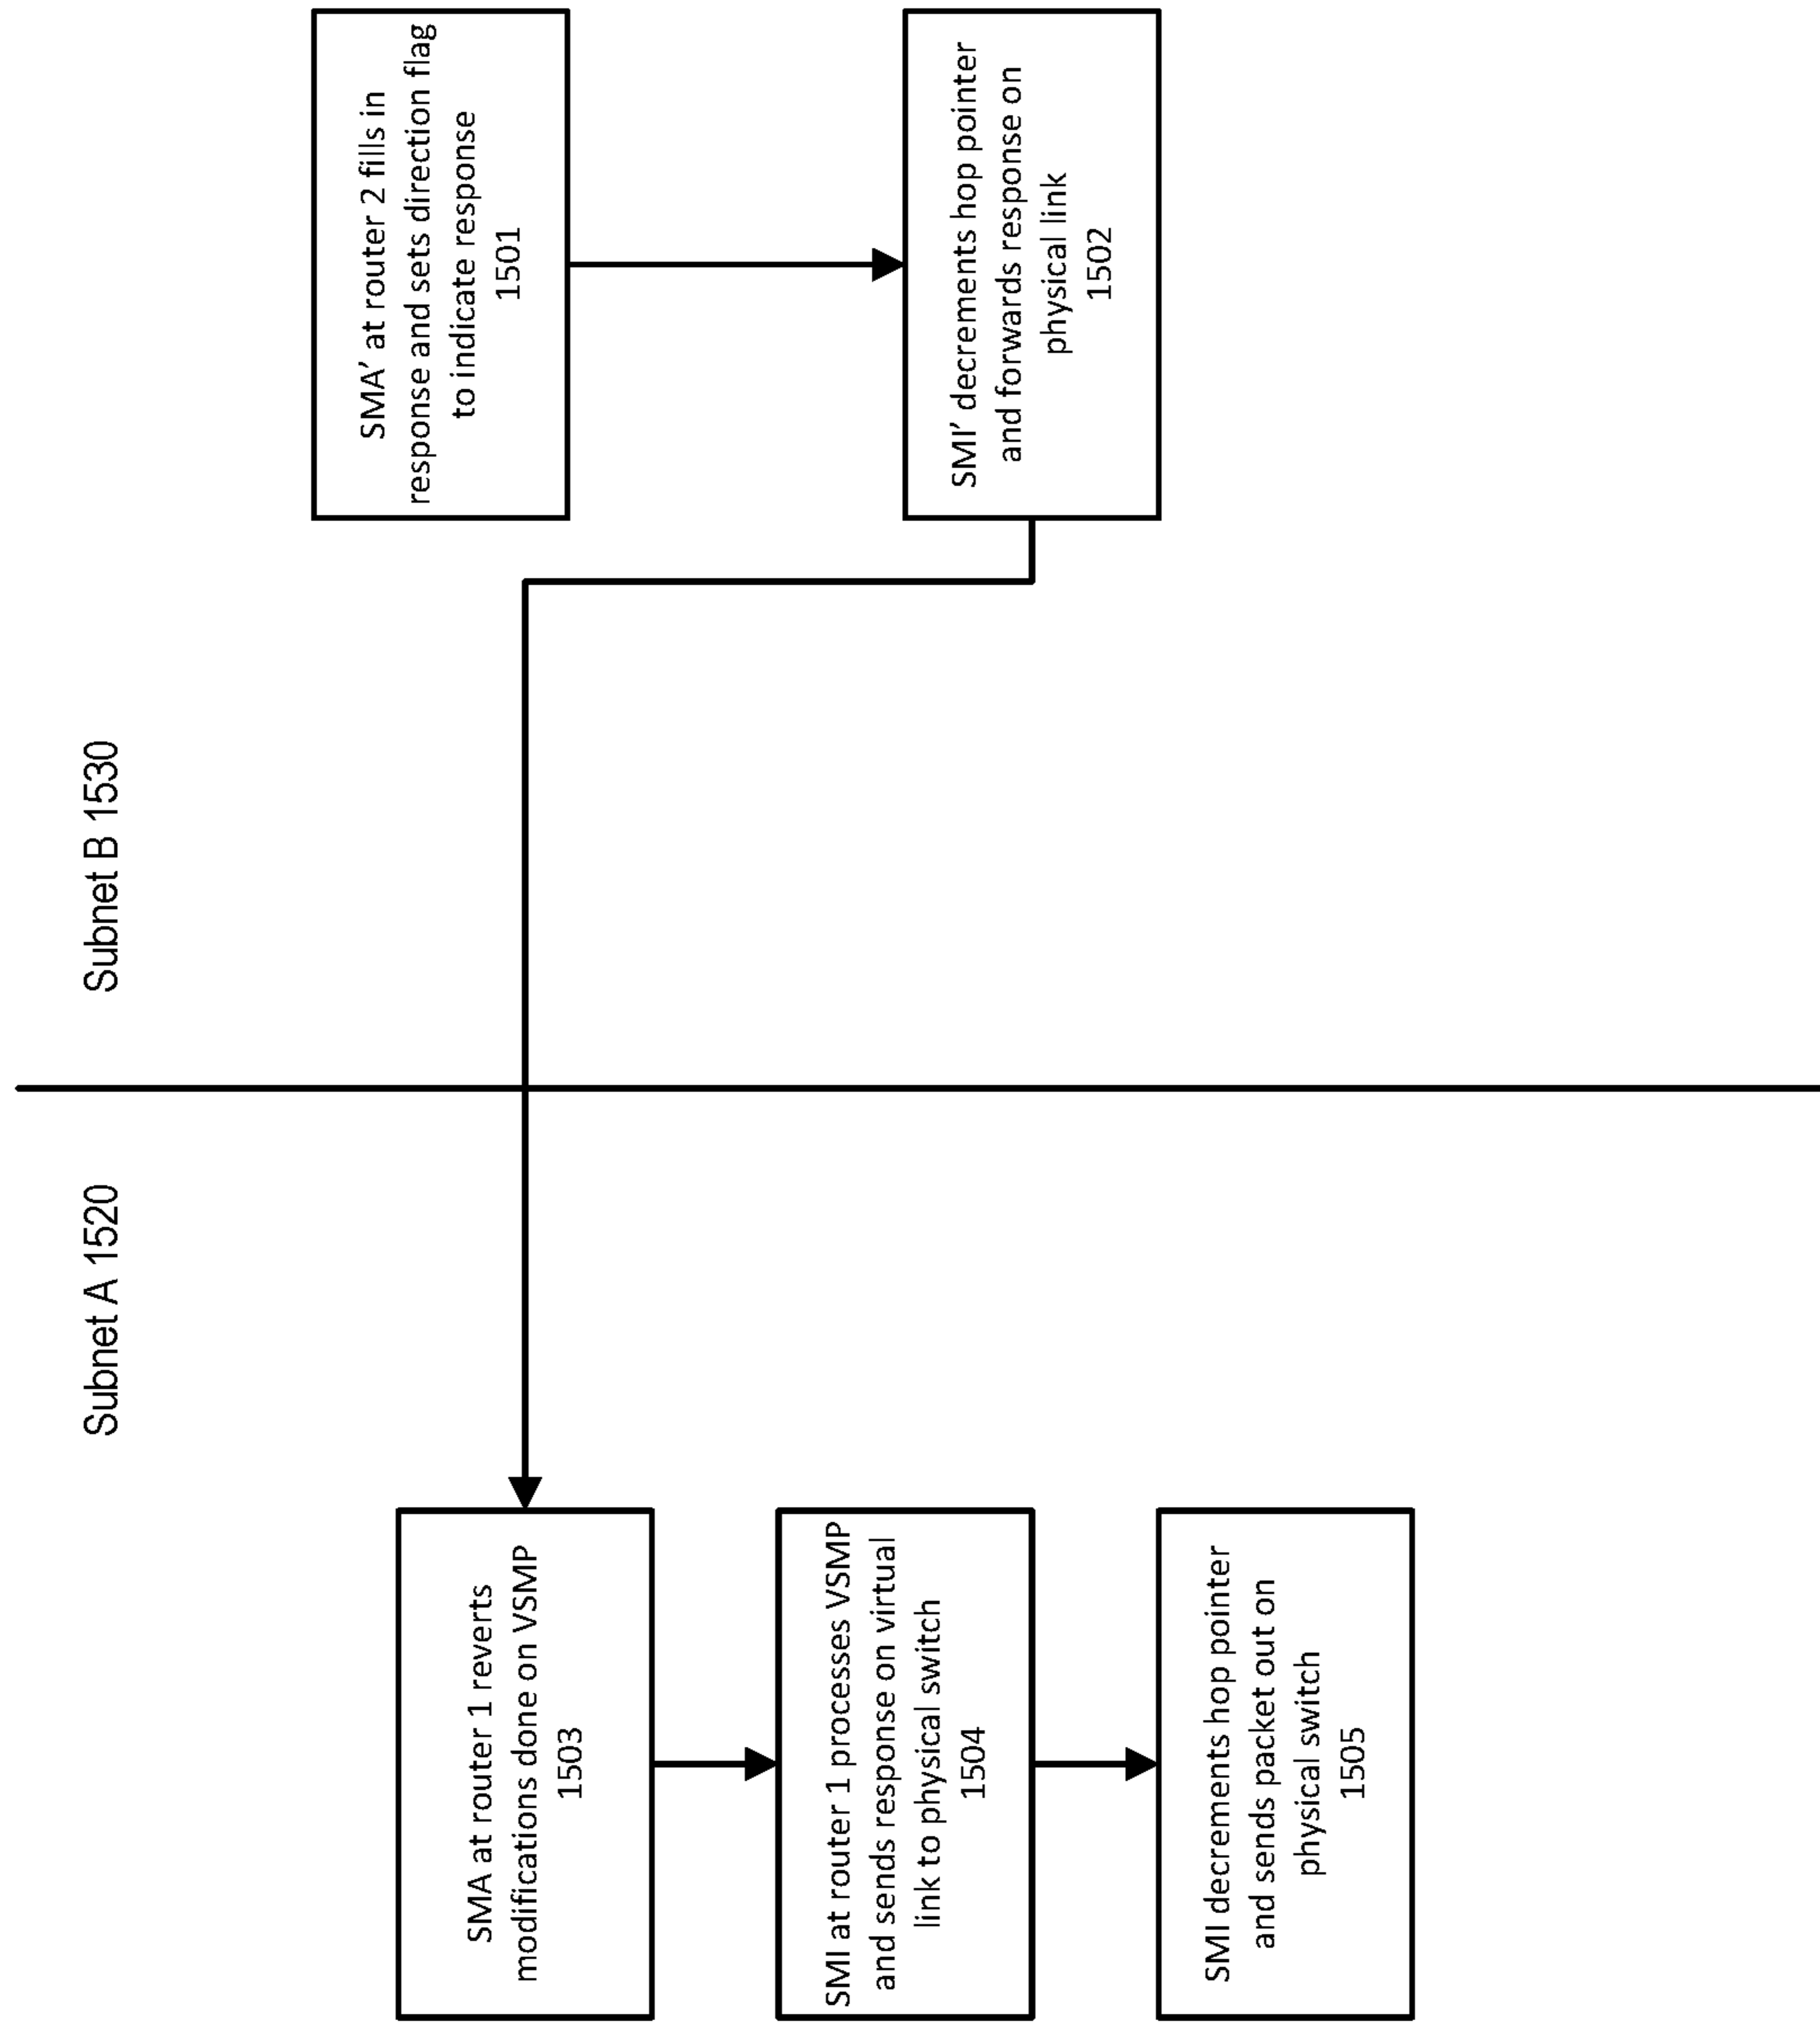 Subnet A 1520
Subnet B 1530
SMA' at router 2 fills in
response and sets direction flag
to indicate response
1501
SMI' decrements hop pointer
and forwards response on
physical link
1502
SMA at router 1 reverts
modifications done on VSMP
1503
SMI at router 1 processes VSMP
and sends response on virtual
link to physical switch
1504
SMI decrements hop pointer
and sends packet out on
physical switch
1505